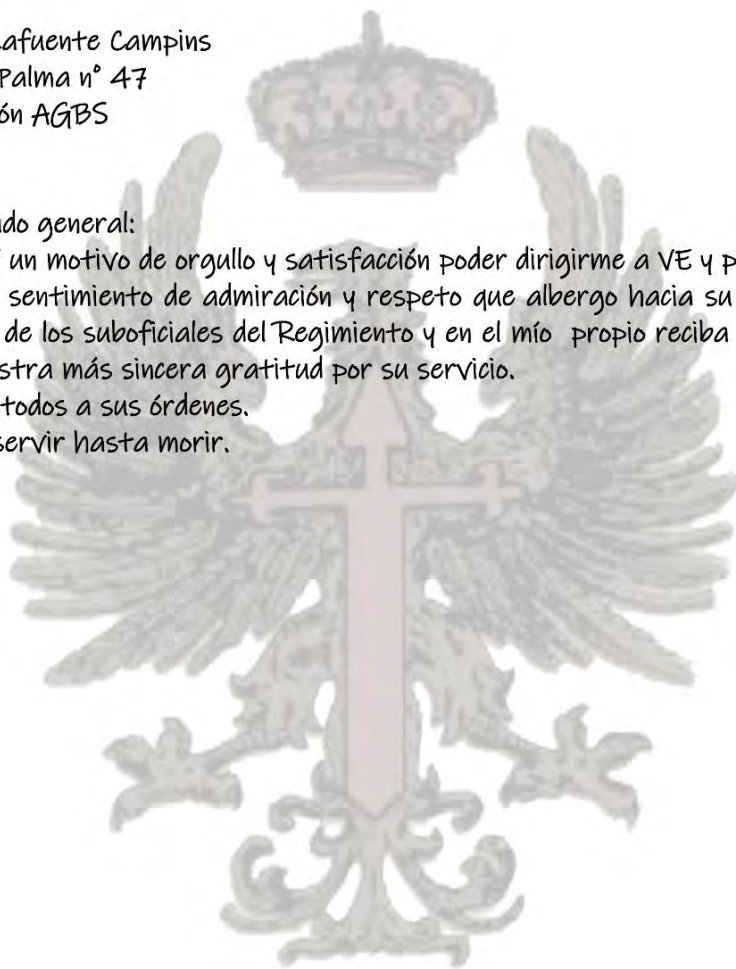 afuente Campins
Palma nº 47
ón AGBS
do general:
un motivo de orgullo y satisfacción poder dirigirme a VE y p
sentimiento de admiración y respeto que albergo hacia su
de los suboficiales del Regimiento y en el mío propio reciba
stra más sincera gratitud por su servicio.
todos a sus órdenes.
servir hasta morir.